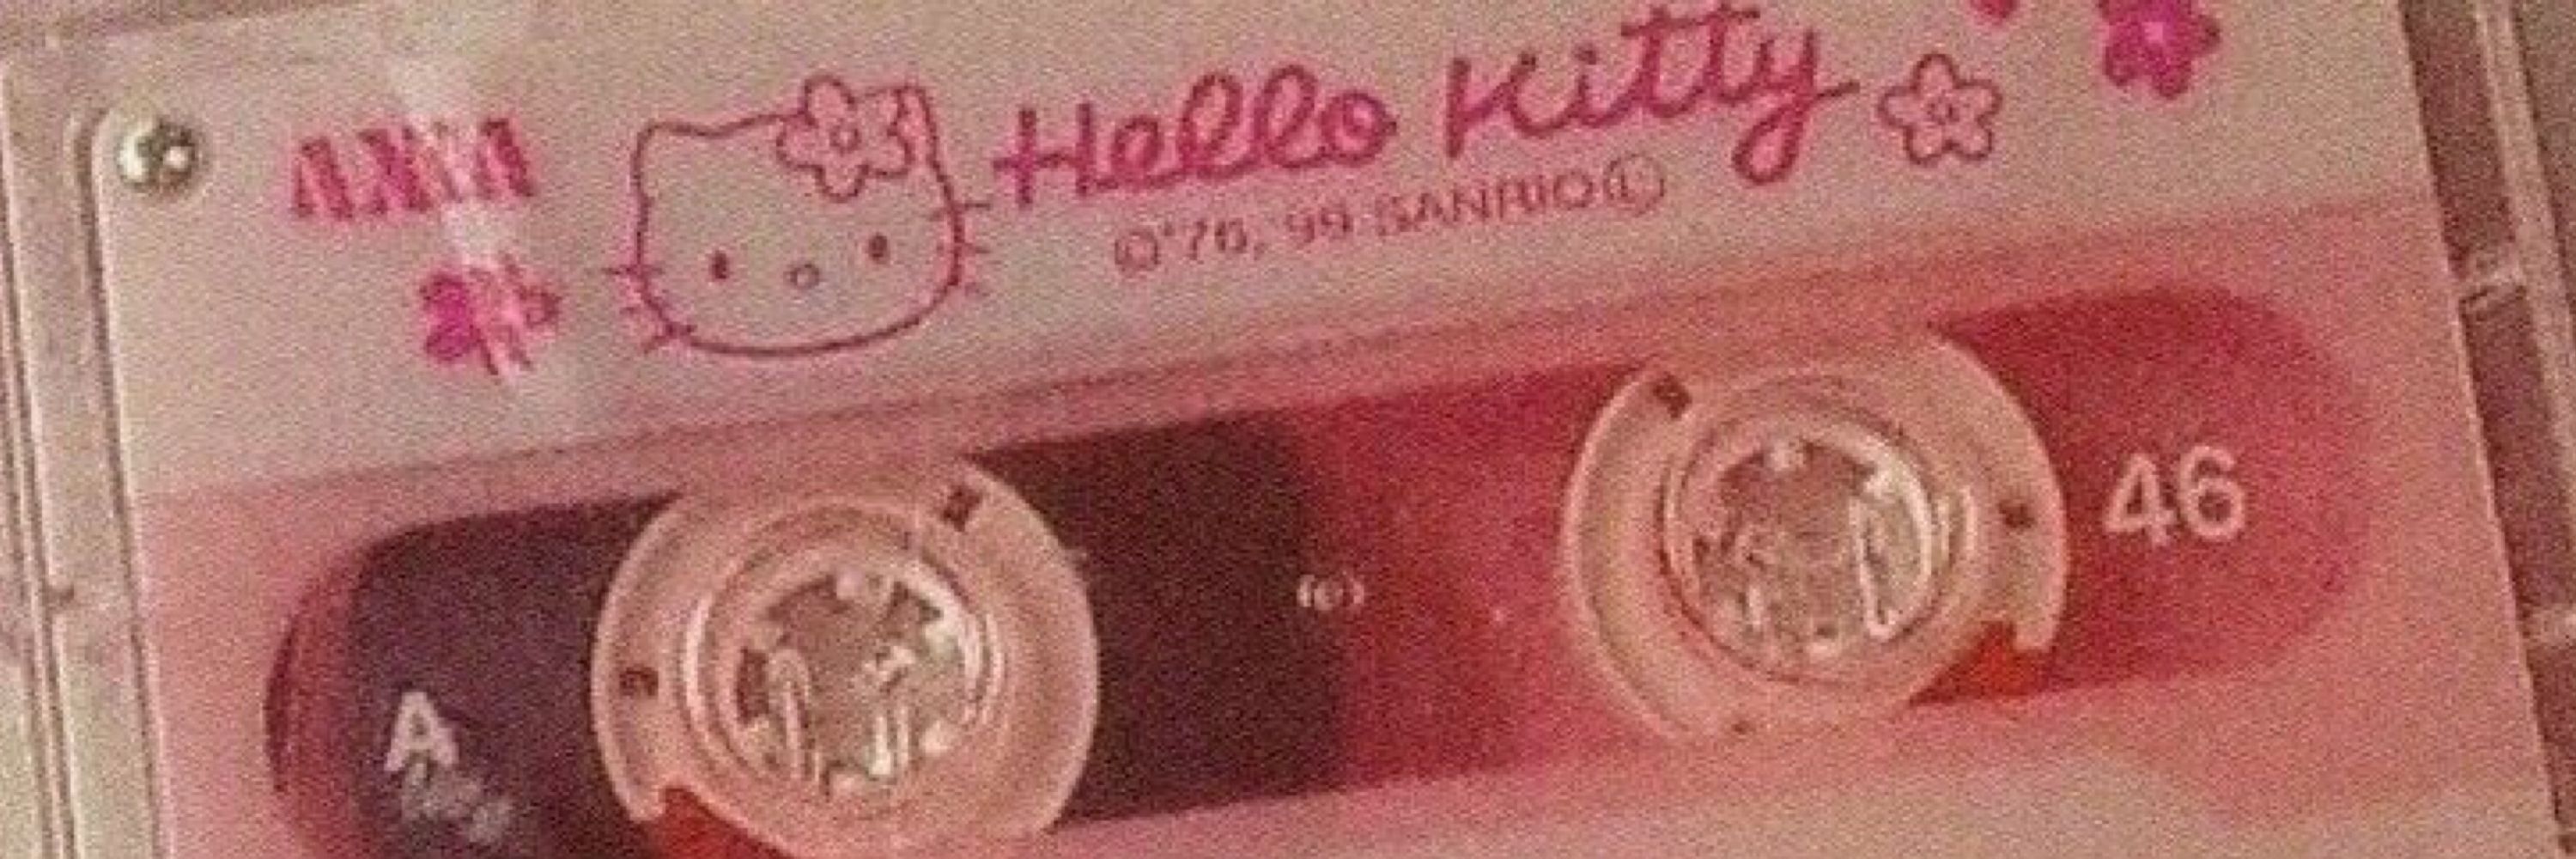 AXIA
Hello Kitty
©'76, '99 SANRIO Ⓛ
46
A